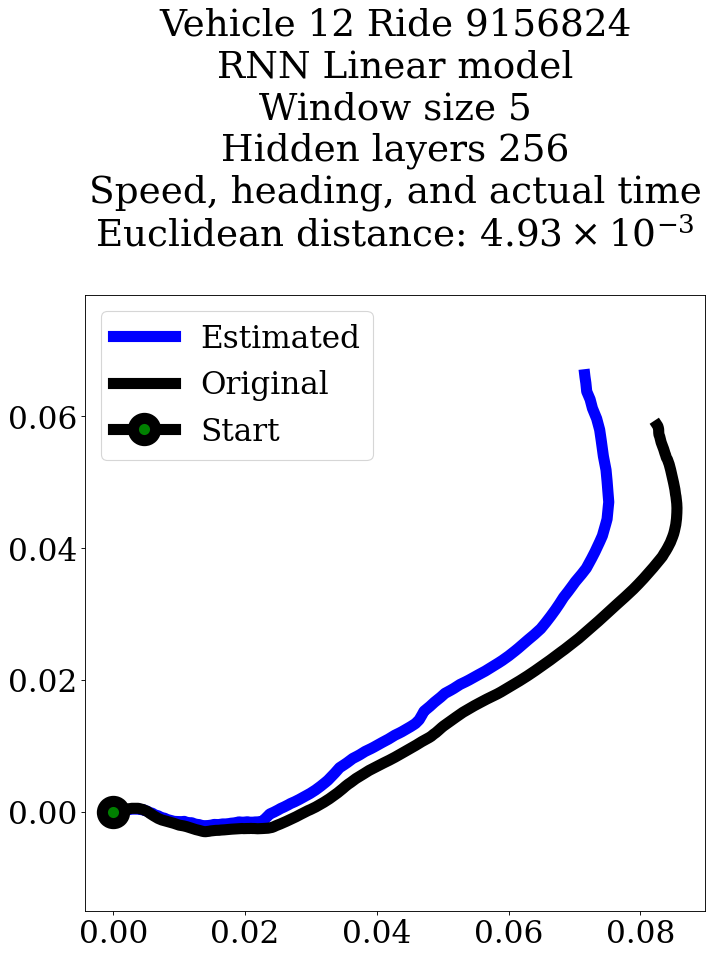 Vehicle 12 Ride 9156824
RNN Linear model
Window size 5
Hidden layers 256
Speed, heading, and actual time
Euclidean distance: 4.93 × 10⁻³
Estimated
Original
Start
0.06
0.04
0.02
0.00
0.00 0.02 0.04 0.06 0.08